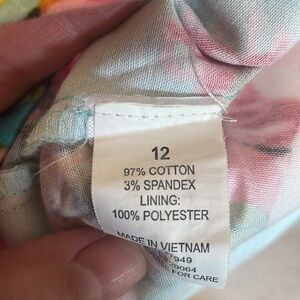 12
97% COTTON
3% SPANDEX
LINING:
100% POLYESTER
MADE IN VIETNAM
FOR CARE